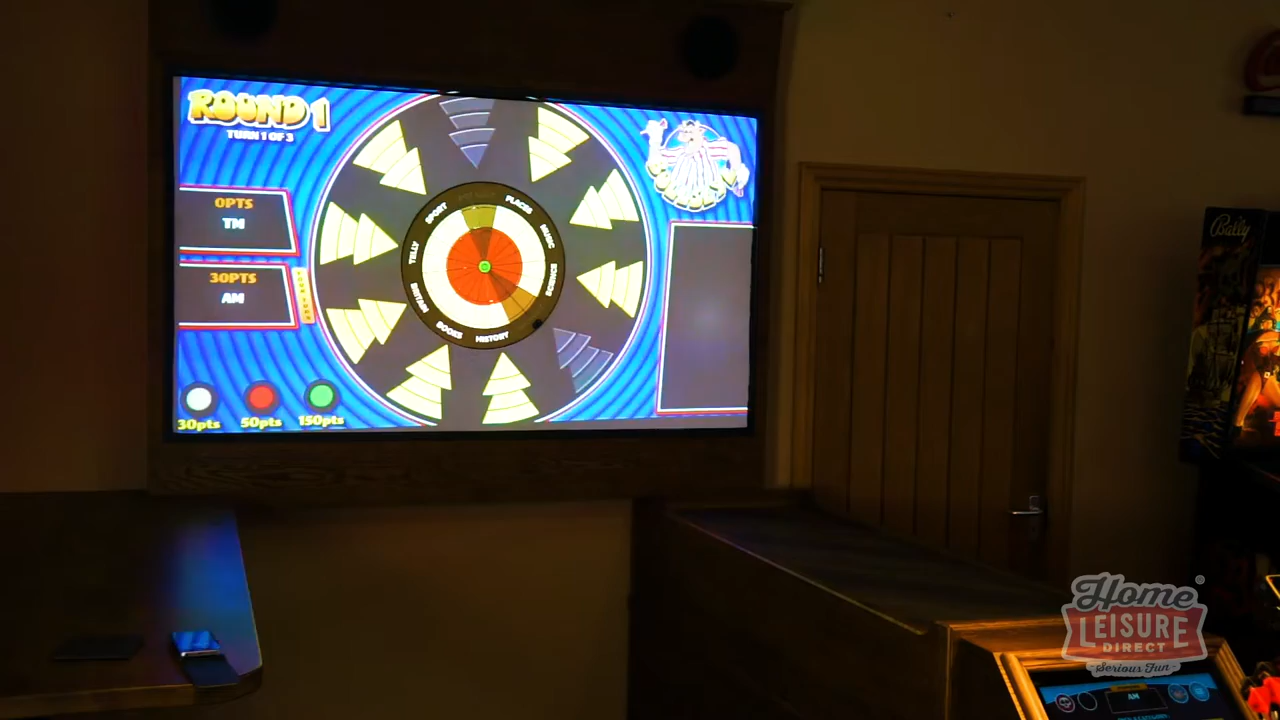 ROUND 1
TURN 1 OF 3
0PTS
TM
30PTS
AM
30pts
50pts
150pts
SPORT
PLACES
MUSIC
SCIENCE
HISTORY
BOOKS
BRITAIN
TELLY
Bally
Home
LEISURE
DIRECT
Serious Fun
AM